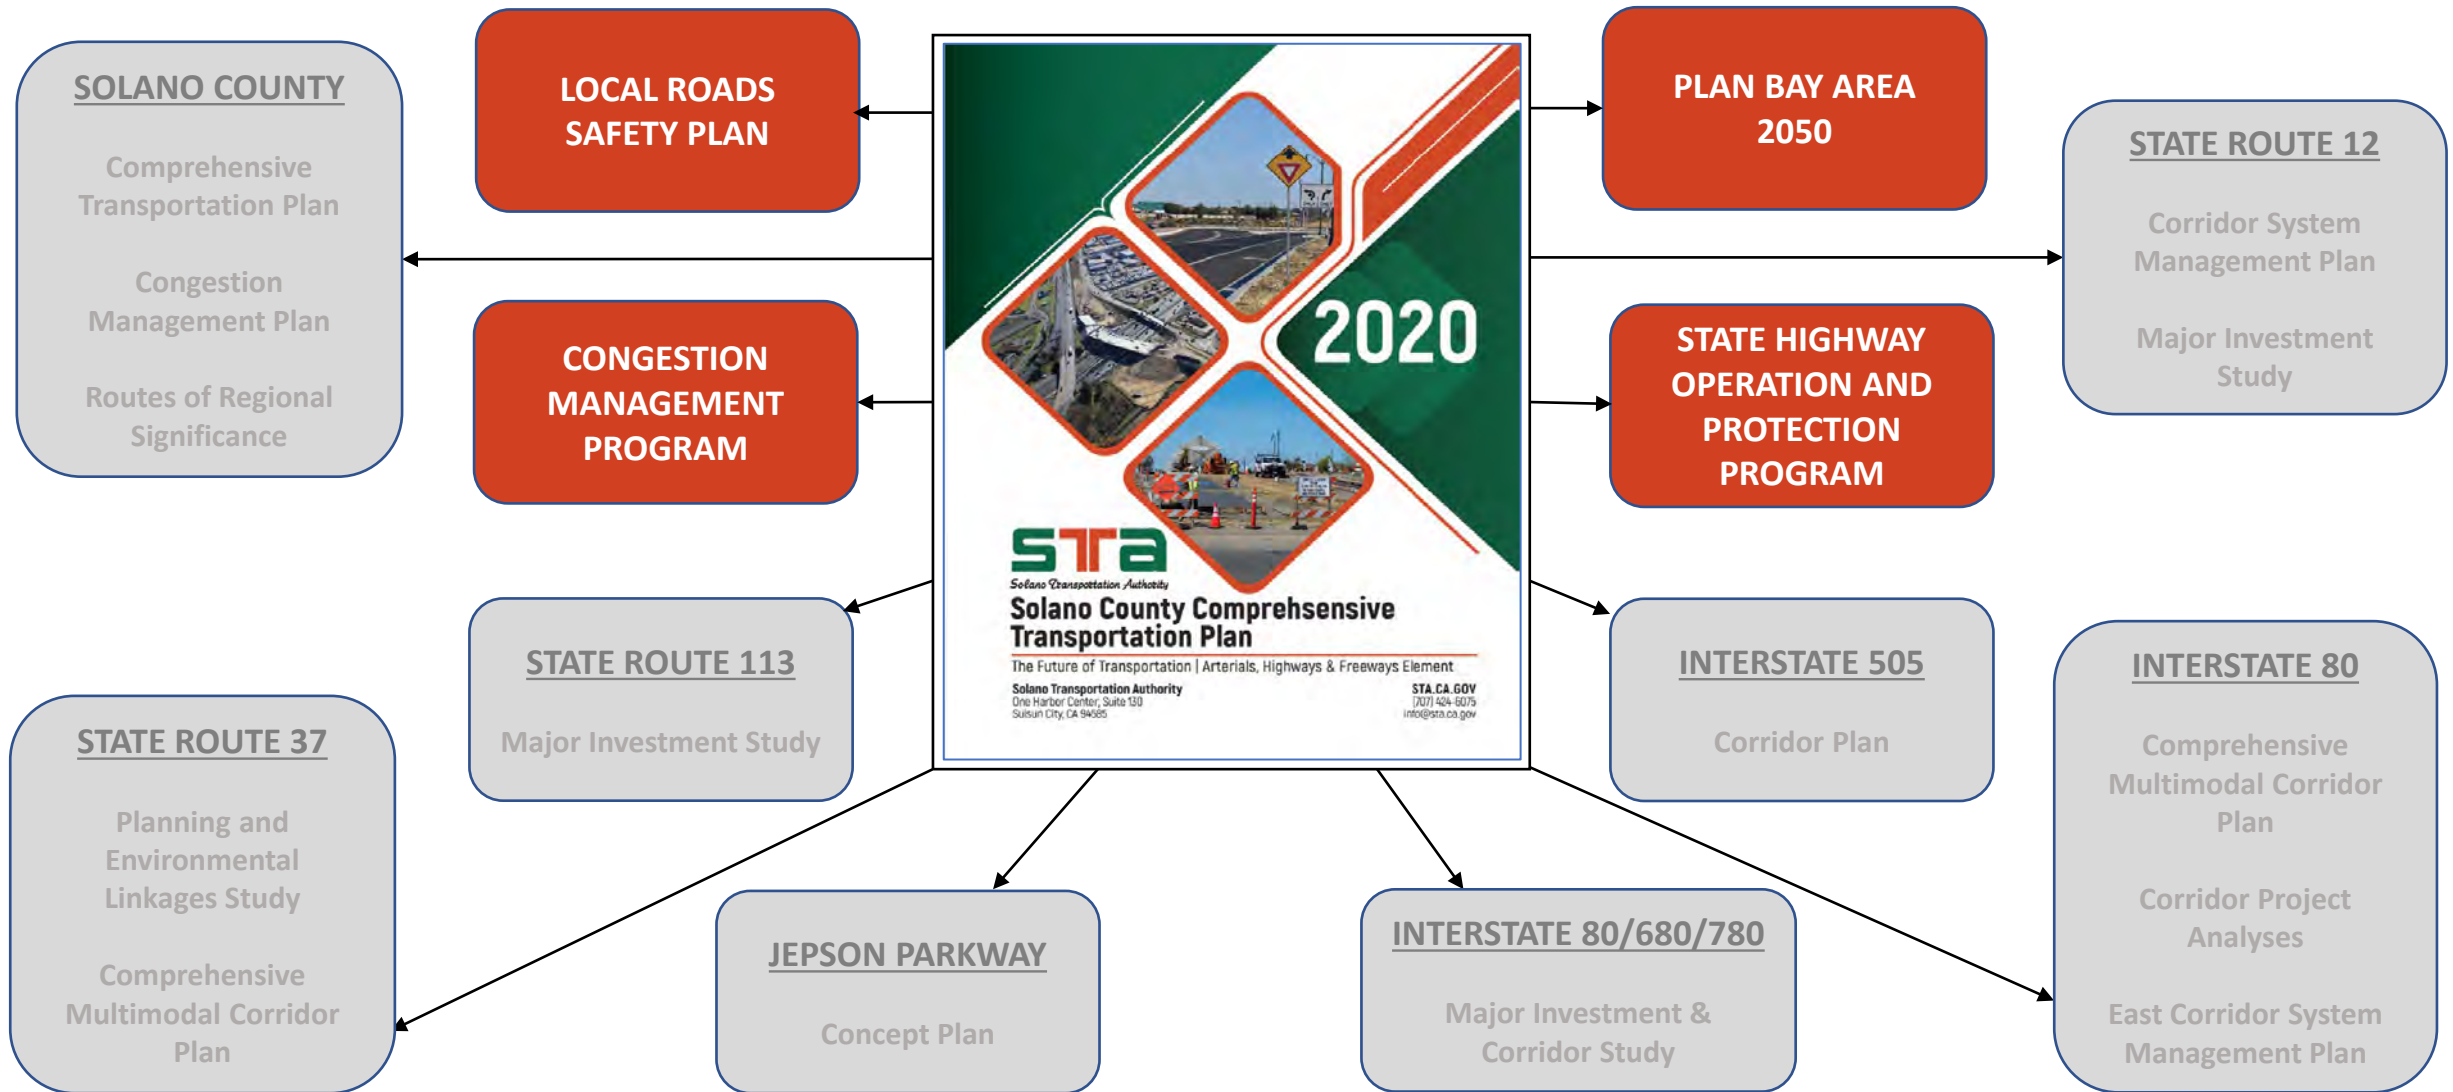 SOLANO COUNTY
Comprehensive
Transportation Plan
Congestion
Management Plan
Routes of Regional
Significance
LOCAL ROADS
SAFETY PLAN
CONGESTION
MANAGEMENT
PROGRAM
2020
STa
Solano Transportation Authority
Solano County Comprehsensive
Transportation Plan
The Future of Transportation | Arterials, Highways & Freeways Element
Solano Transportation Authority
One Harbor Center, Suite 130
Suisun City, CA 94585
STA.CA.GOV
(707) 424-6075
info@sta.ca.gov
PLAN BAY AREA
2050
STATE HIGHWAY
OPERATION AND
PROTECTION
PROGRAM
STATE ROUTE 12
Corridor System
Management Plan
Major Investment
Study
STATE ROUTE 37
Planning and
Environmental
Linkages Study
Comprehensive
Multimodal Corridor
Plan
STATE ROUTE 113
Major Investment Study
JEPSON PARKWAY
Concept Plan
INTERSTATE 80/680/780
Major Investment &
Corridor Study
INTERSTATE 505
Corridor Plan
INTERSTATE 80
Comprehensive
Multimodal Corridor
Plan
Corridor Project
Analyses
East Corridor System
Management Plan